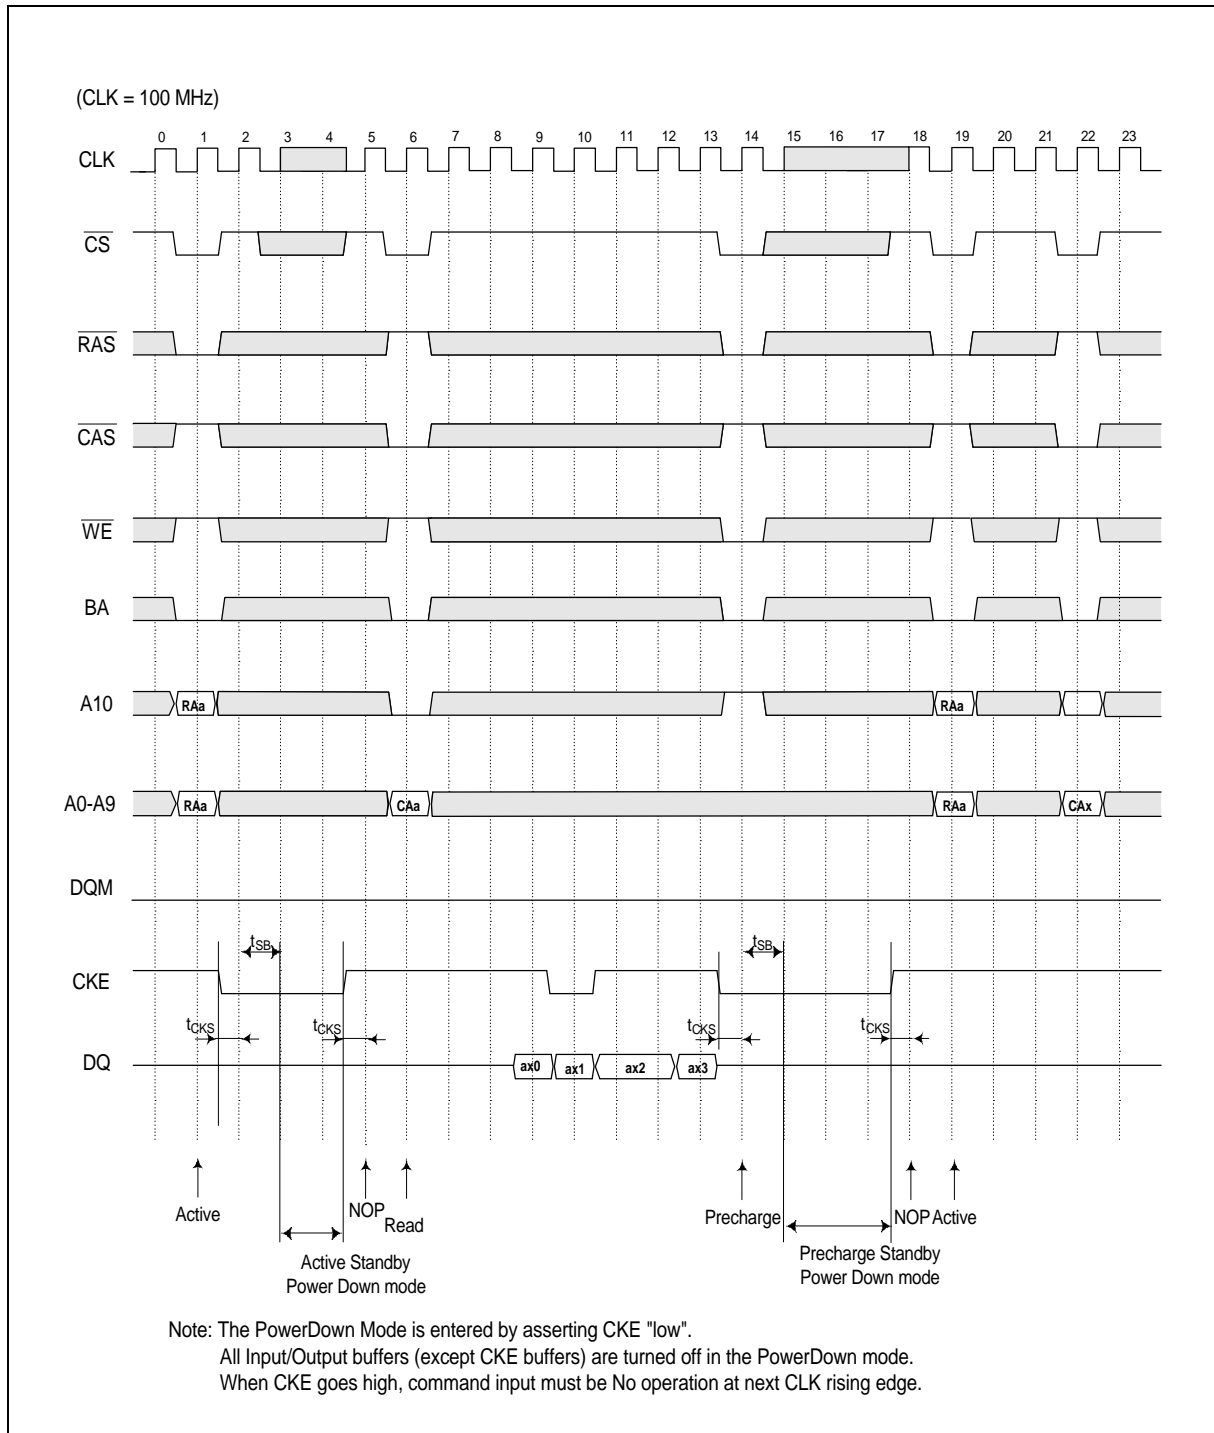 (CLK = 100 MHz)
0 1 2 3 4 5 6 7 8 9 10 11 12 13 14 15 16 17 18 19 20 21 22 23
CLK
CS
RAS
CAS
WE
BA
A10 RAa RAa
A0-A9 RAa CAa RAa CAx
DQM
tSB tSB
CKE
tCKS tCKS tCKS tCKS
DQ ax0 ax1 ax2 ax3
Active NOP Read Precharge NOP Active
Active Standby
Power Down mode
Precharge Standby
Power Down mode
Note: The PowerDown Mode is entered by asserting CKE "low".
All Input/Output buffers (except CKE buffers) are turned off in the PowerDown mode.
When CKE goes high, command input must be No operation at next CLK rising edge.